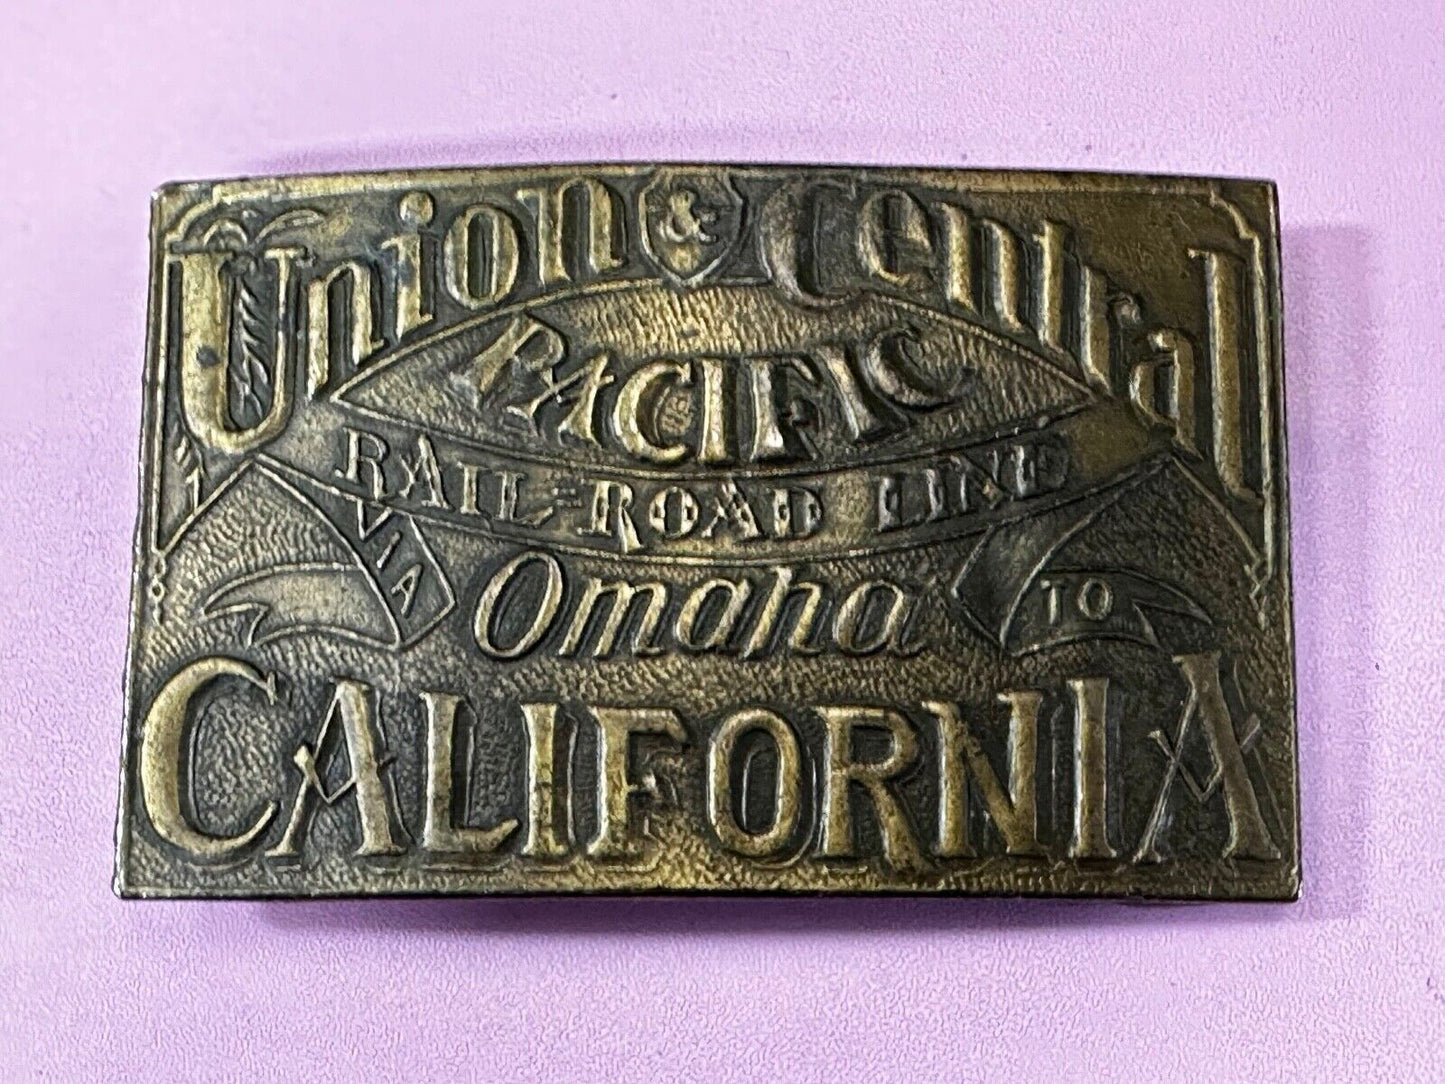 Union & Central
PACIFIC
RAIL-ROAD LINE
VIA Omaha TO
CALIFORNIA